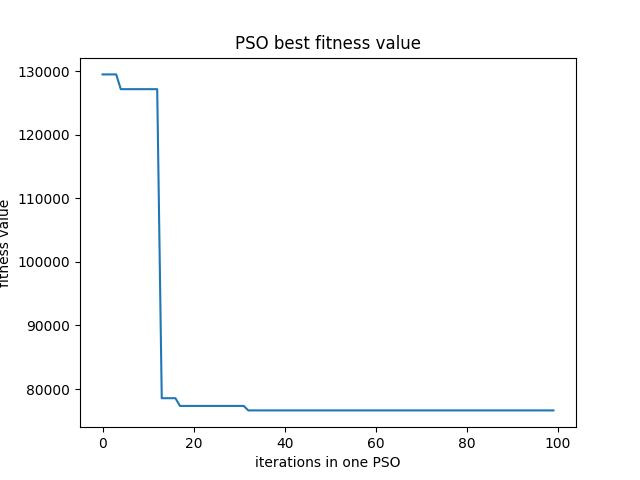 PSO best fitness value
130000
120000
110000
100000
90000
80000
fitness value
0 20 40 60 80 100
iterations in one PSO